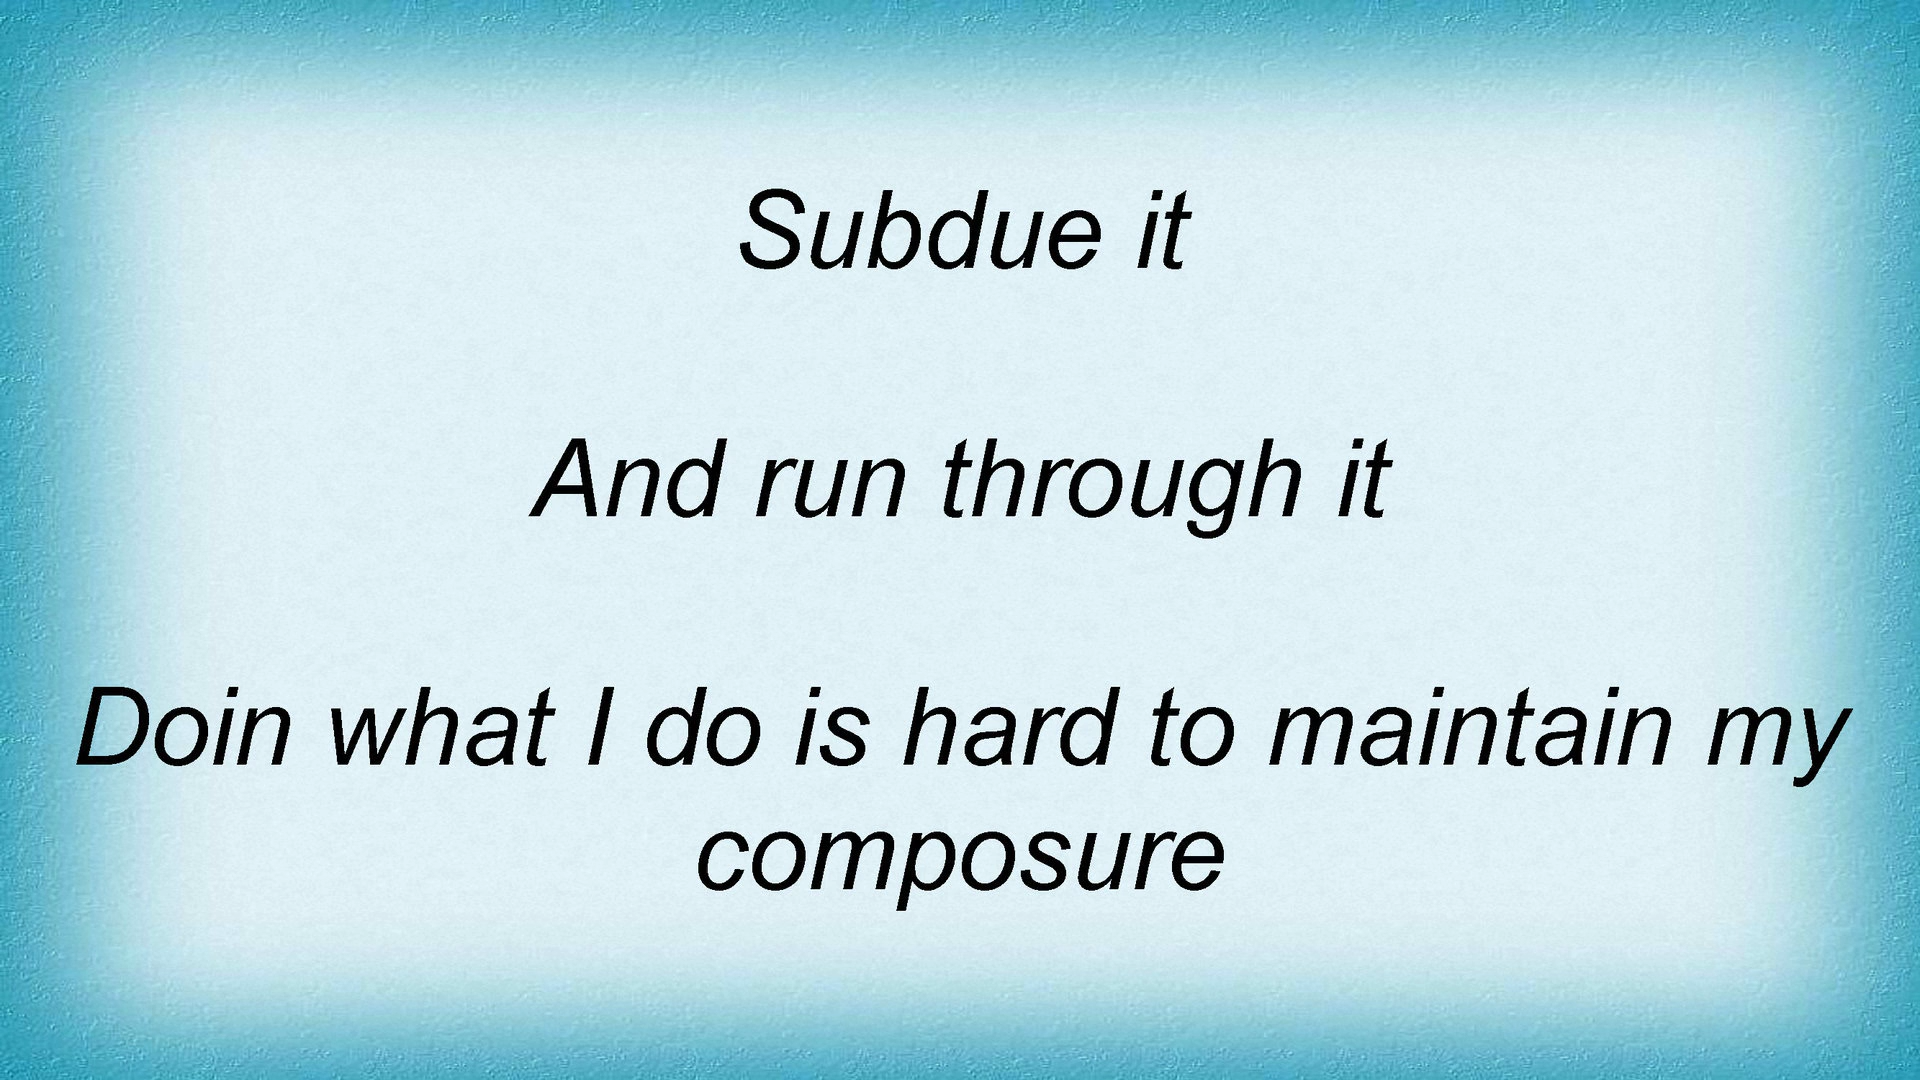 Subdue it
And run through it
Doin what I do is hard to maintain my
composure